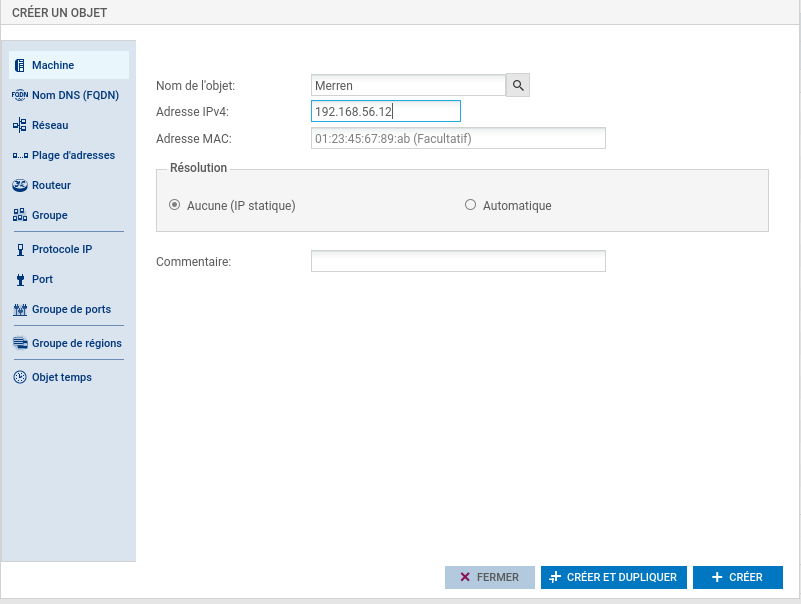 CRÉER UN OBJET
Machine
FQDN Nom DNS (FQDN)
Réseau
Plage d'adresses
Routeur
Groupe
Protocole IP
Port
Groupe de ports
Groupe de régions
Objet temps
Nom de l'objet: Merren
Adresse IPv4: 192.168.56.12
Adresse MAC: 01:23:45:67:89:ab (Facultatif)
Résolution
Aucune (IP statique) Automatique
Commentaire:
FERMER CRÉER ET DUPLIQUER CRÉER